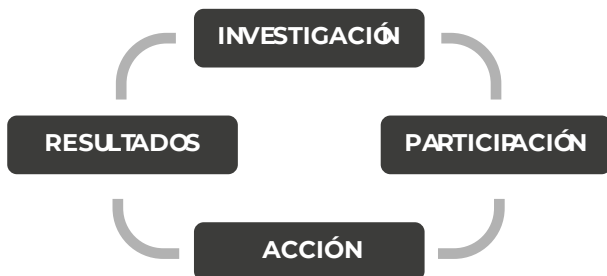 INVESTIGACIÓN
RESULTADOS
PARTICIPACIÓN
ACCIÓN